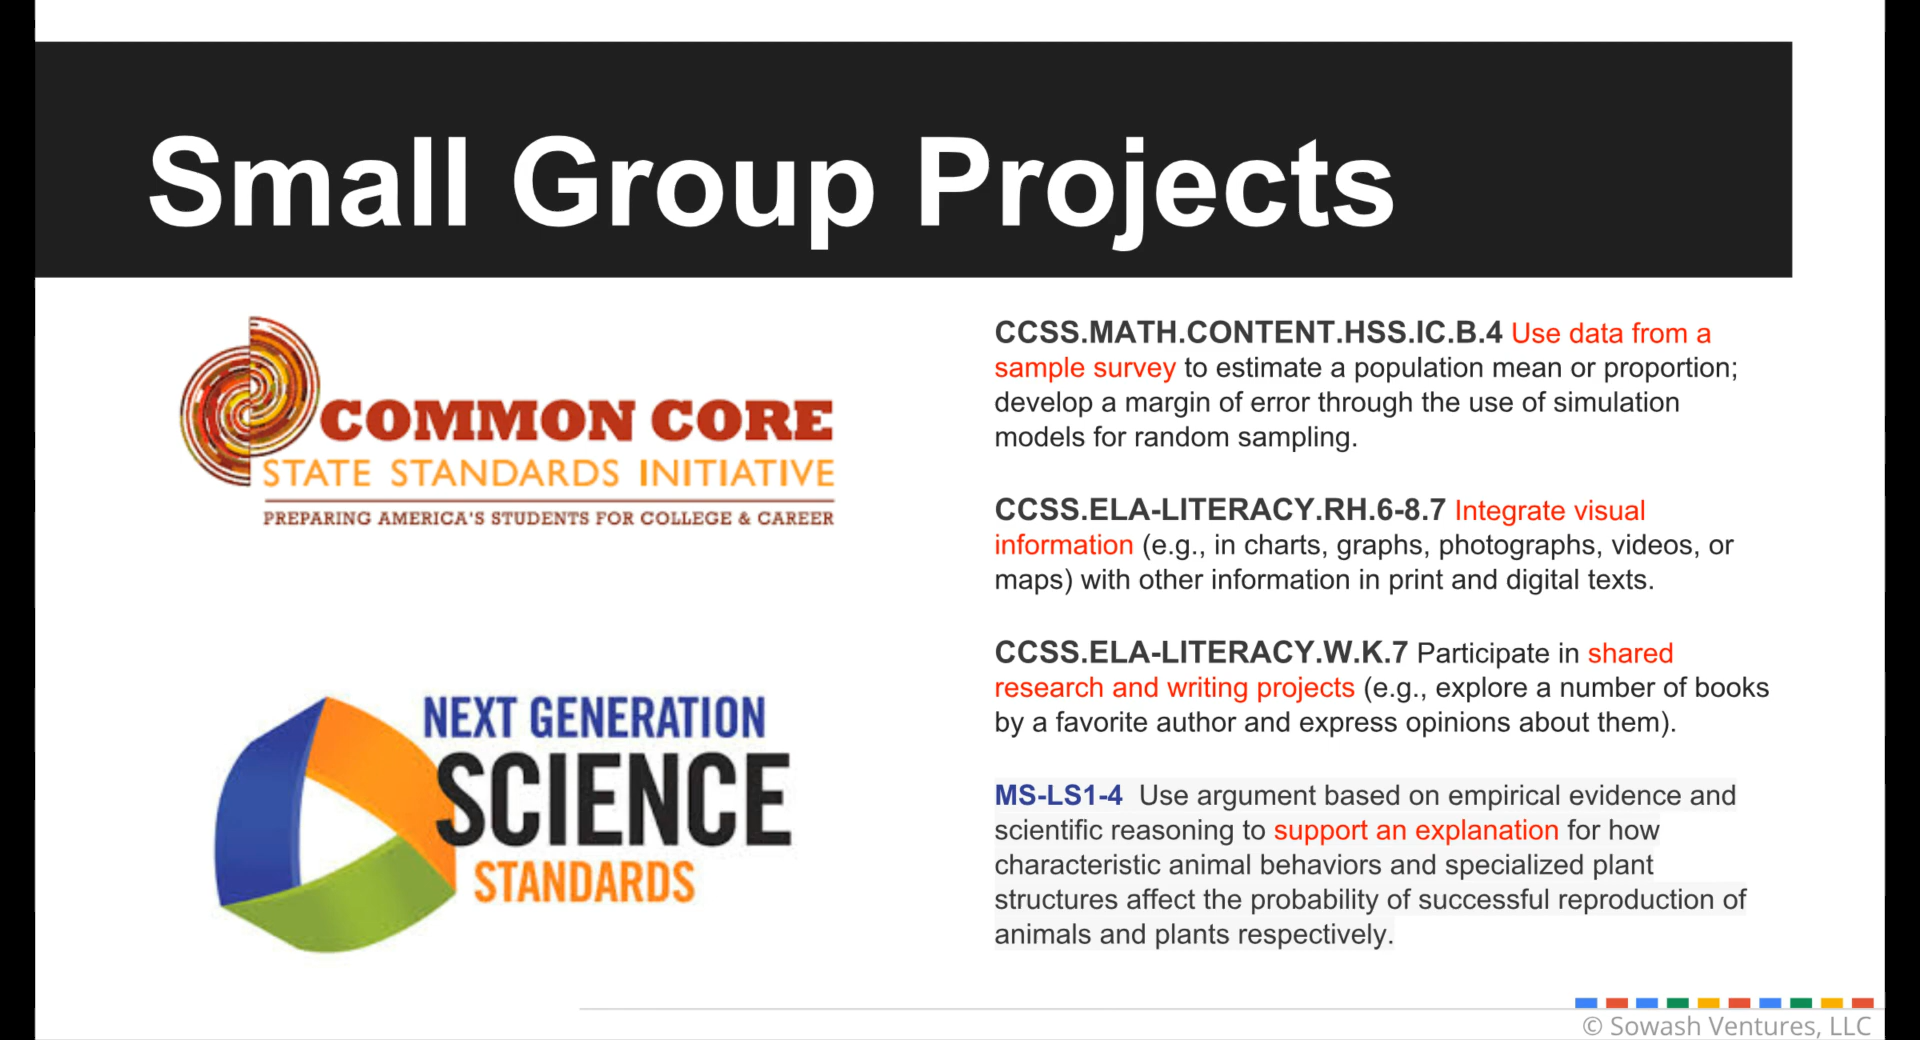 Small Group Projects
COMMON CORE
STATE STANDARDS INITIATIVE
PREPARING AMERICA'S STUDENTS FOR COLLEGE & CAREER
NEXT GENERATION
SCIENCE
STANDARDS
CCSS.MATH.CONTENT.HSS.IC.B.4 Use data from a
sample survey to estimate a population mean or proportion;
develop a margin of error through the use of simulation
models for random sampling.
CCSS.ELA-LITERACY.RH.6-8.7 Integrate visual
information (e.g., in charts, graphs, photographs, videos, or
maps) with other information in print and digital texts.
CCSS.ELA-LITERACY.W.K.7 Participate in shared
research and writing projects (e.g., explore a number of books
by a favorite author and express opinions about them).
MS-LS1-4 Use argument based on empirical evidence and
scientific reasoning to support an explanation for how
characteristic animal behaviors and specialized plant
structures affect the probability of successful reproduction of
animals and plants respectively.
© Sowash Ventures, LLC